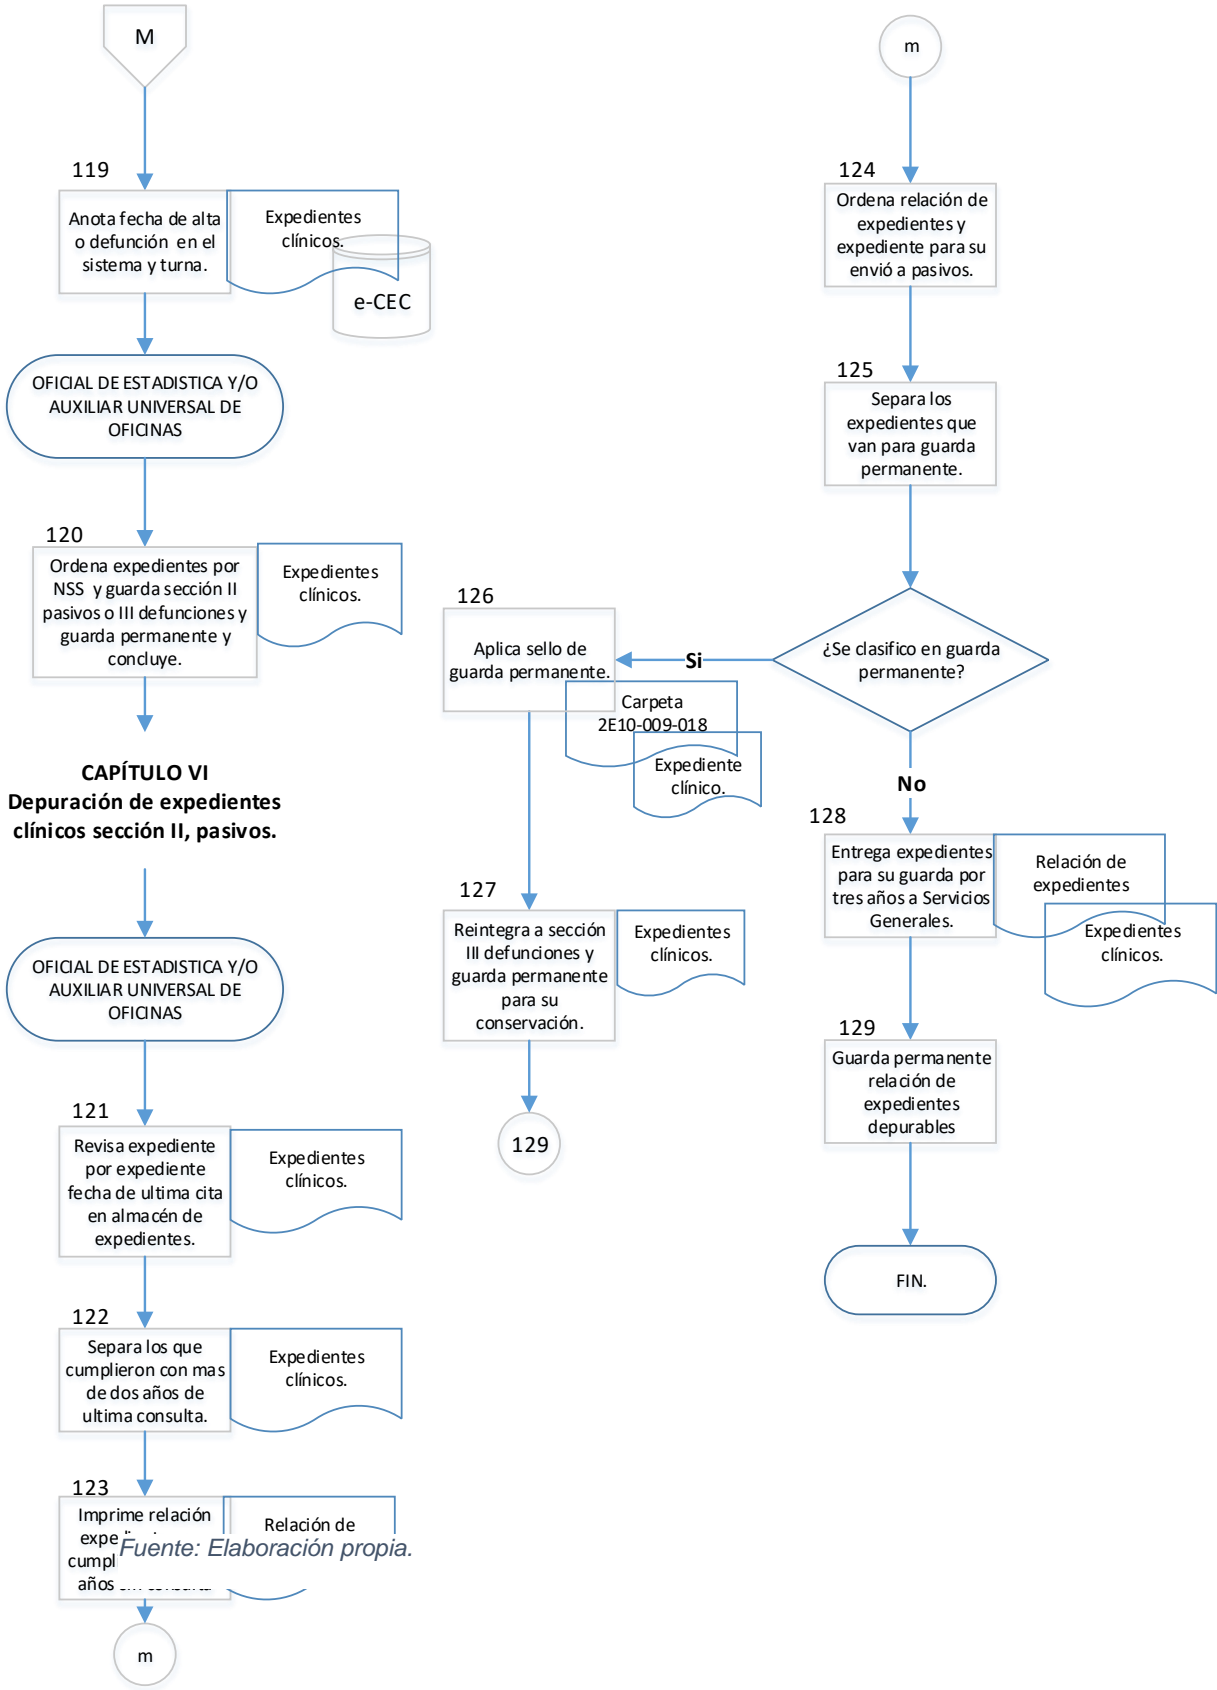 M
119
Anota fecha de alta
o defunción en el
sistema y turna.
Expedientes
clínicos.
e-CEC
OFICIAL DE ESTADISTICA Y/O
AUXILIAR UNIVERSAL DE
OFICINAS
120
Ordena expedientes por
NSS y guarda sección II
pasivos o III defunciones y
guarda permanente y
concluye.
Expedientes
clínicos.
CAPÍTULO VI
Depuración de expedientes
clínicos sección II, pasivos.
OFICIAL DE ESTADISTICA Y/O
AUXILIAR UNIVERSAL DE
OFICINAS
121
Revisa expediente
por expediente
fecha de ultima cita
en almacén de
expedientes.
Expedientes
clínicos.
122
Separa los que
cumplieron con mas
de dos años de
ultima consulta.
Expedientes
clínicos.
123
Imprime relación
cumpl
años
Relación de
Fuente: Elaboración propia.
m
m
124
Ordena relación de
expedientes y
expediente para su
envió a pasivos.
125
Separa los
expedientes que
van para guarda
permanente.
¿Se clasifico en guarda
permanente?
Si
126
Aplica sello de
guarda permanente.
Carpeta
2E10-009-018
Expediente
clínico.
127
Reintegra a sección
III defunciones y
guarda permanente
para su
conservación.
Expedientes
clínicos.
129
No
128
Entrega expedientes
para su guarda por
tres años a Servicios
Generales.
Relación de
expedientes
Expedientes
clínicos.
129
Guarda permanente
relación de
expedientes
depurables
FIN.